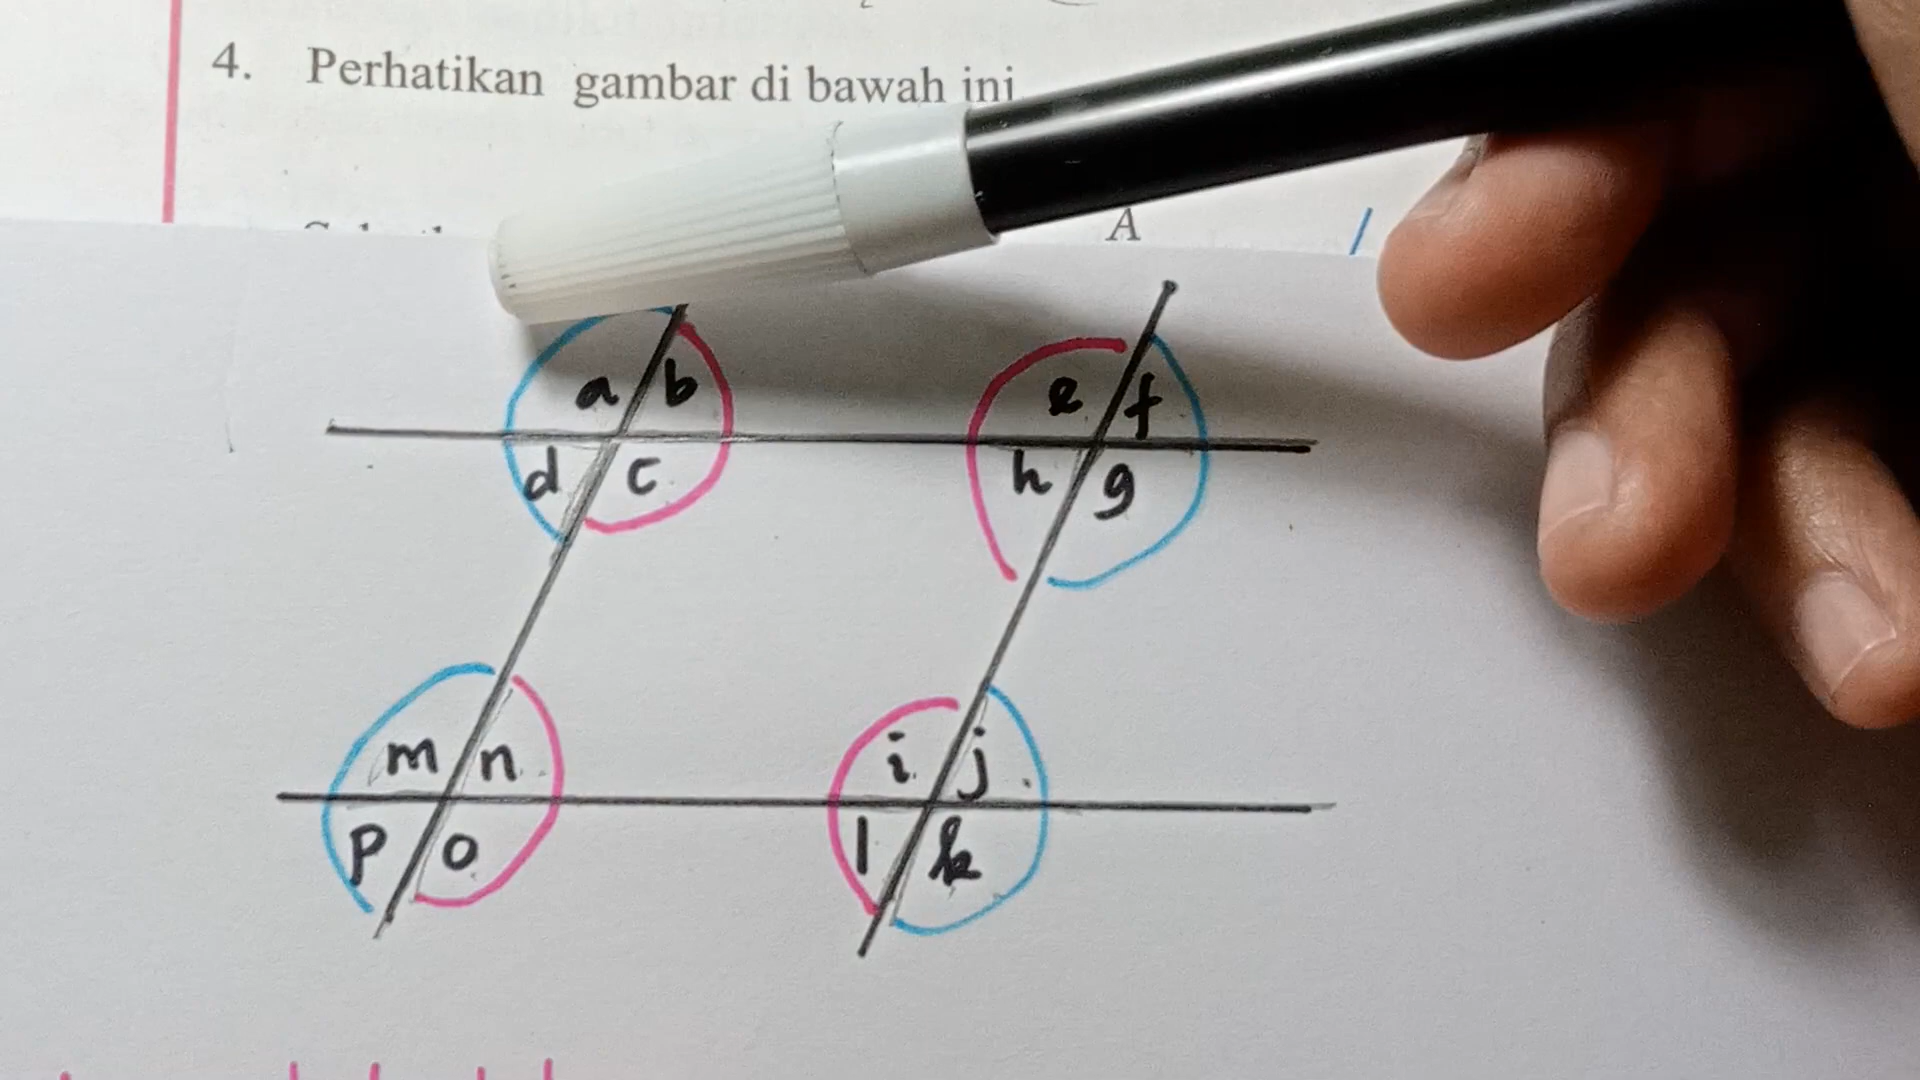 4. Perhatikan gambar di bawah ini
A
a b e f
d c h g
m n i j
p o l k